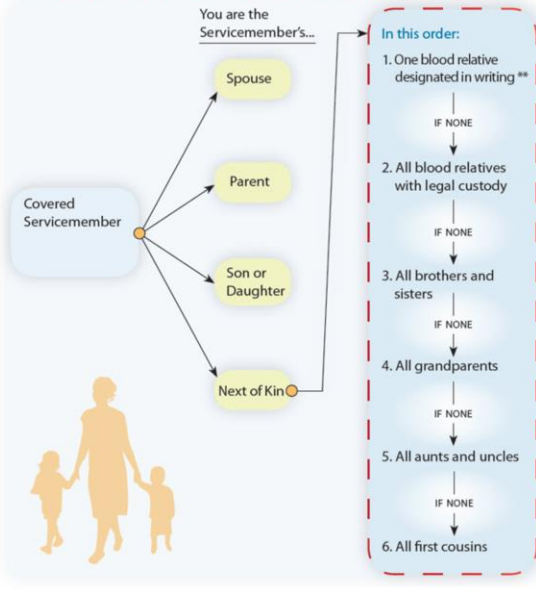 You are the
Servicemember's...
Spouse
Parent
Covered
Servicemember
Son or
Daughter
Next of Kin
In this order:
1. One blood relative
designated in writing **
IF NONE
2. All blood relatives
with legal custody
IF NONE
3. All brothers and
sisters
IF NONE
4. All grandparents
IF NONE
5. All aunts and uncles
IF NONE
6. All first cousins